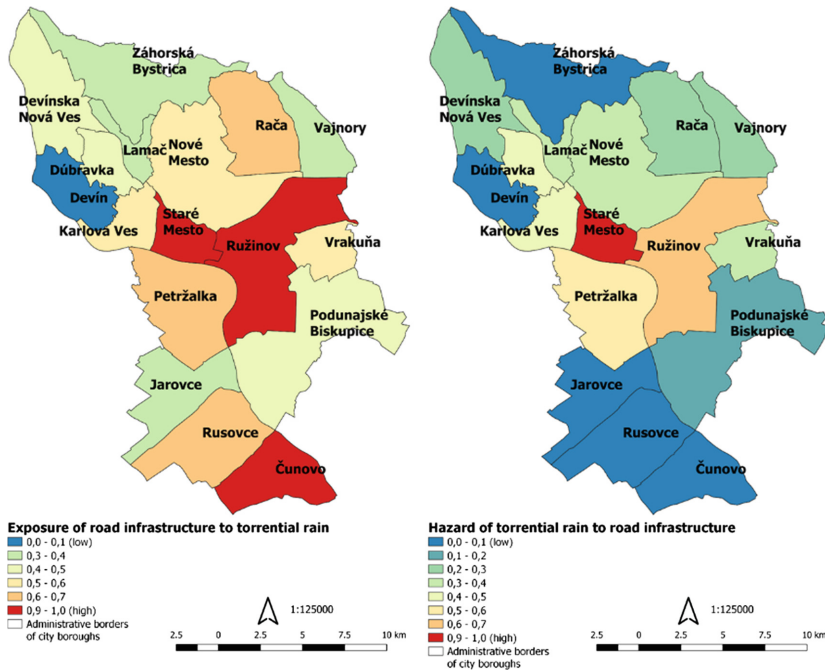 Záhorská
Bystrica
Devínska
Nová Ves
Rača
Vajnory
Lamač
Nové
Mesto
Dúbravka
Devín
Karlova Ves
Staré
Mesto
Ružinov
Vrakuňa
Petržalka
Podunajské
Biskupice
Jarovce
Rusovce
Čunovo
Exposure of road infrastructure to torrential rain
0,0 - 0,1 (low)
0,3 - 0,4
0,4 - 0,5
0,5 - 0,6
0,6 - 0,7
0,9 - 1,0 (high)
Administrative borders
of city boroughs
1:125000
2.5 0 2.5 5 7.5 10 km
Záhorská
Bystrica
Devínska
Nová Ves
Rača
Vajnory
Lamač
Nové
Mesto
Dúbravka
Devín
Karlova Ves
Staré
Mesto
Ružinov
Vrakuňa
Petržalka
Podunajské
Biskupice
Jarovce
Rusovce
Čunovo
Hazard of torrential rain to road infrastructure
0,0 - 0,1 (low)
0,1 - 0,2
0,2 - 0,3
0,3 - 0,4
0,4 - 0,5
0,5 - 0,6
0,6 - 0,7
0,9 - 1,0 (high)
Administrative borders
of city boroughs
1:125000
2.5 0 2.5 5 7.5 10 km